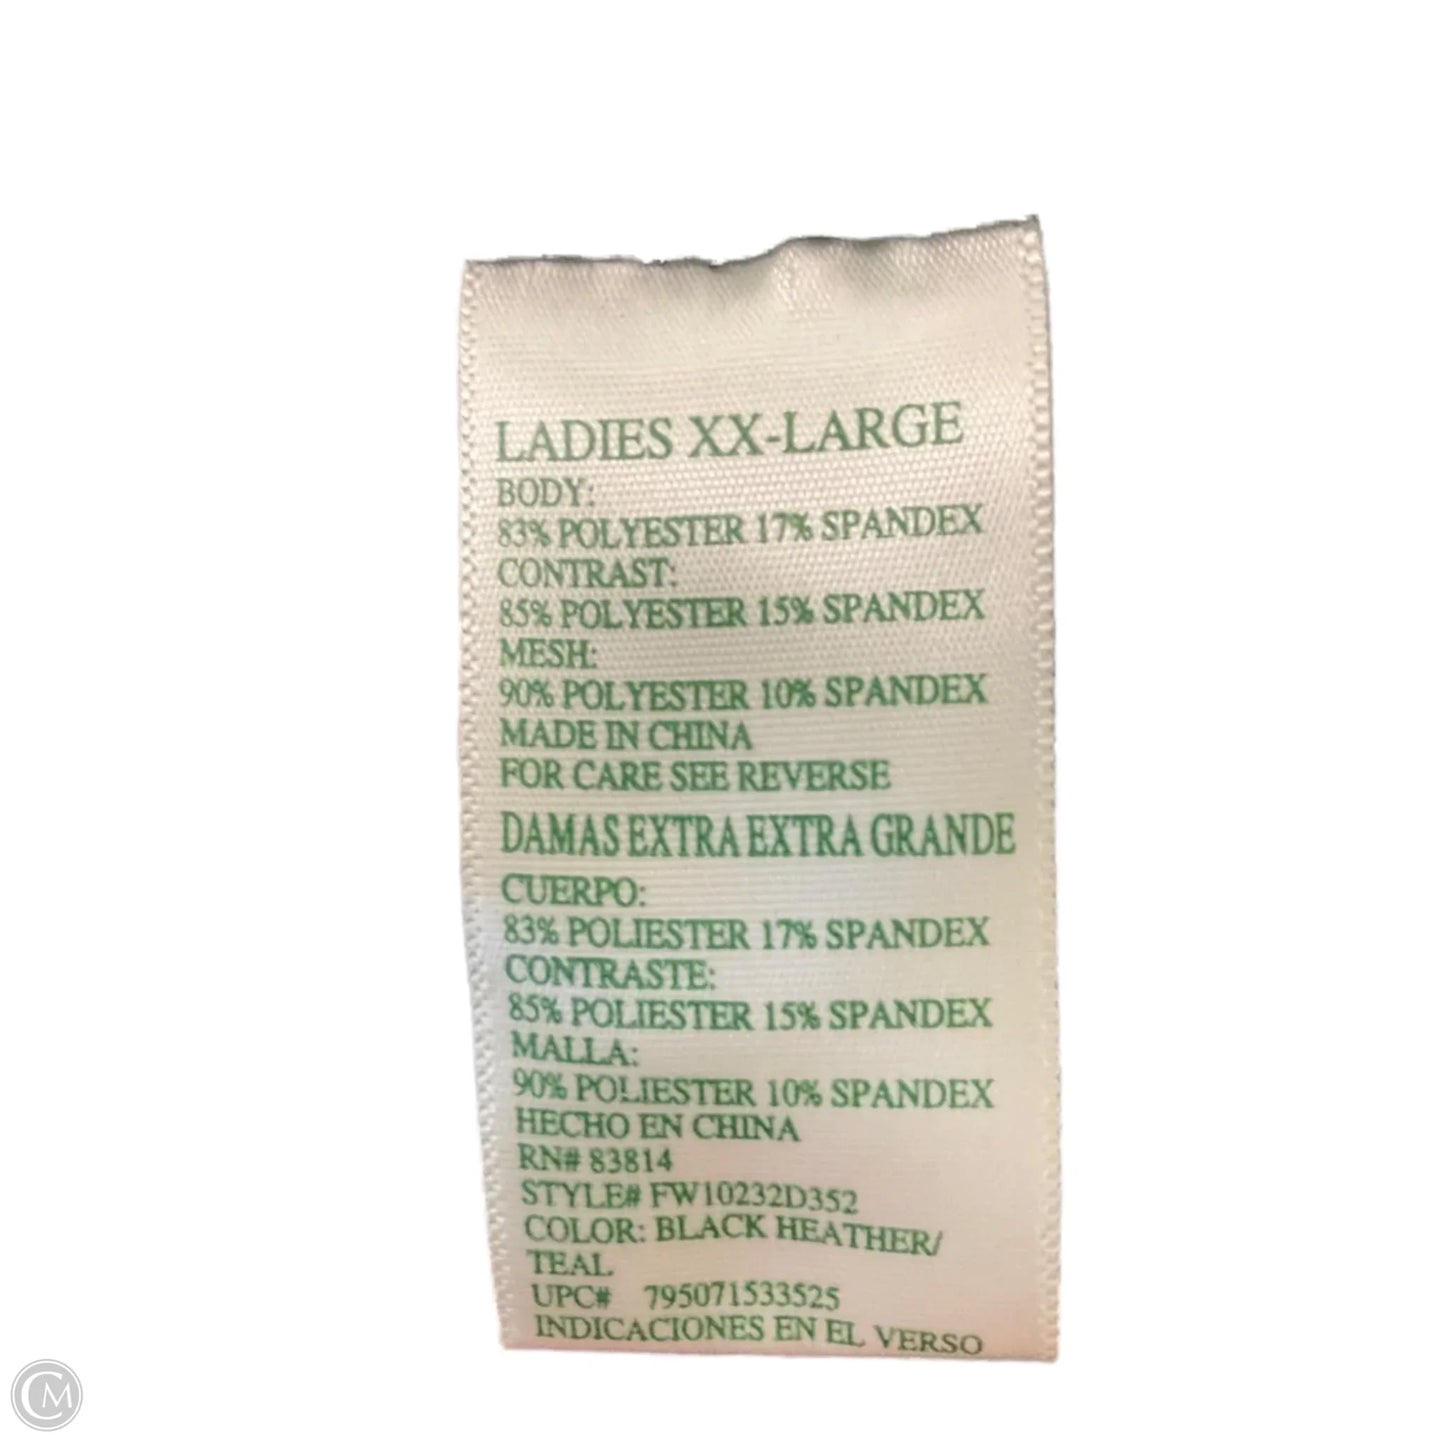 LADIES XX-LARGE
BODY:
83% POLYESTER 17% SPANDEX
CONTRAST:
85% POLYESTER 15% SPANDEX
MESH:
90% POLYESTER 10% SPANDEX
MADE IN CHINA
FOR CARE SEE REVERSE
DAMAS EXTRA EXTRA GRANDE
CUERPO:
83% POLIESTER 17% SPANDEX
CONTRASTE:
85% POLIESTER 15% SPANDEX
MALLA:
90% POLIESTER 10% SPANDEX
HECHO EN CHINA
RN# 83814
STYLE# FW10232D352
COLOR: BLACK HEATHER/
TEAL
UPC# 795071533525
INDICACIONES EN EL VERSO
CM